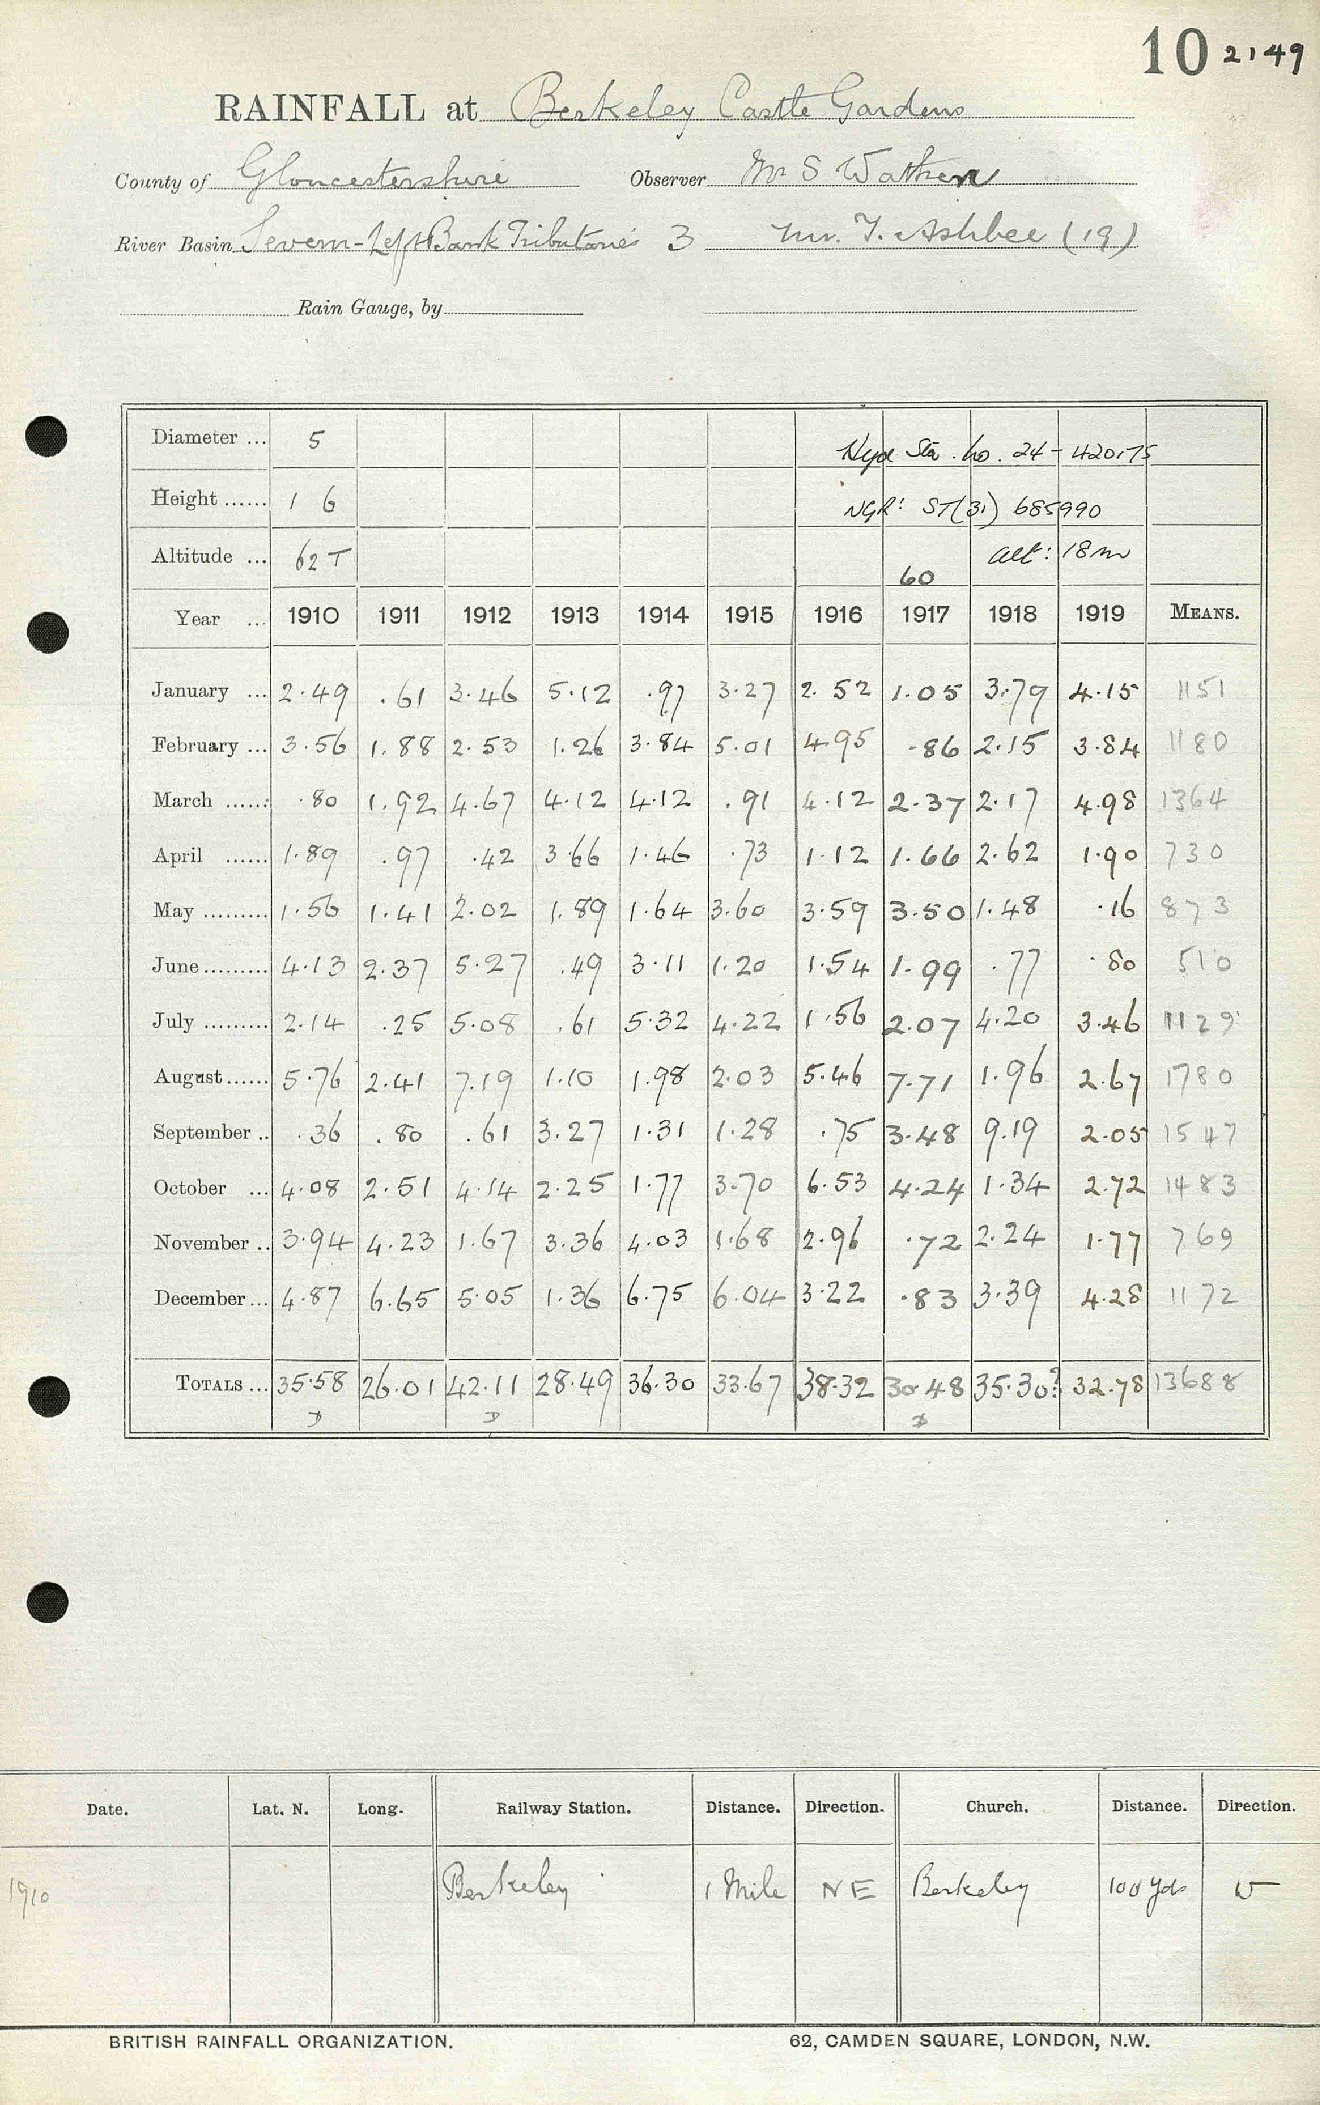 10 2149
RAINFALL at Berkeley Castle Gardens
County of Gloucestershire Observer Mr S Watken
River Basin Severn-Left Bank Tributaries 3 Mr. F. Ashbee (19)
Rain Gauge, by
Diameter ... 5 Hyd Sta. No. 24-420175
Height ...... 1 6 NGR: ST(31) 685990
Altitude ... 62 T alt: 18m
60
Year ... 1910 1911 1912 1913 1914 1915 1916 1917 1918 1919 MEANS.
January ... 2.49 .61 3.46 5.12 .97 3.27 2.52 1.05 3.79 4.15 1151
February ... 3.56 1.88 2.53 1.26 3.84 5.01 4.95 .86 2.15 3.84 1180
March ...... .80 1.92 4.67 4.12 4.12 .91 4.12 2.37 2.17 4.98 1364
April ...... 1.89 .97 .42 3.66 1.46 .73 1.12 1.66 2.62 1.90 730
May ......... 1.56 1.41 2.02 1.89 1.64 3.60 3.59 3.50 1.48 .16 873
June ......... 4.13 2.37 5.27 .49 3.11 1.20 1.54 1.99 .77 .80 510
July ......... 2.14 .25 5.08 .61 5.32 4.22 1.56 2.07 4.20 3.46 1129
August ...... 5.76 2.41 7.19 1.10 1.98 2.03 5.46 7.71 1.96 2.67 1780
September .. .36 .80 .61 3.27 1.31 1.28 .75 3.48 9.19 2.05 1547
October ... 4.08 2.51 4.14 2.25 1.77 3.70 6.53 4.24 1.34 2.72 1483
November .. 3.94 4.23 1.67 3.36 4.03 1.68 2.96 .72 2.24 1.77 769
December ... 4.87 6.65 5.05 1.36 6.75 6.04 3.22 .83 3.39 4.28 1172
TOTALS ... 35.58 26.01 42.11 28.49 36.30 33.67 38.32 30.48 35.30? 32.78 13688
Date. Lat. N. Long. Railway Station. Distance. Direction. Church. Distance. Direction.
1910 Berkeley 1 Mile NE Berkeley 100 yds W
BRITISH RAINFALL ORGANIZATION. 62, CAMDEN SQUARE, LONDON, N.W.